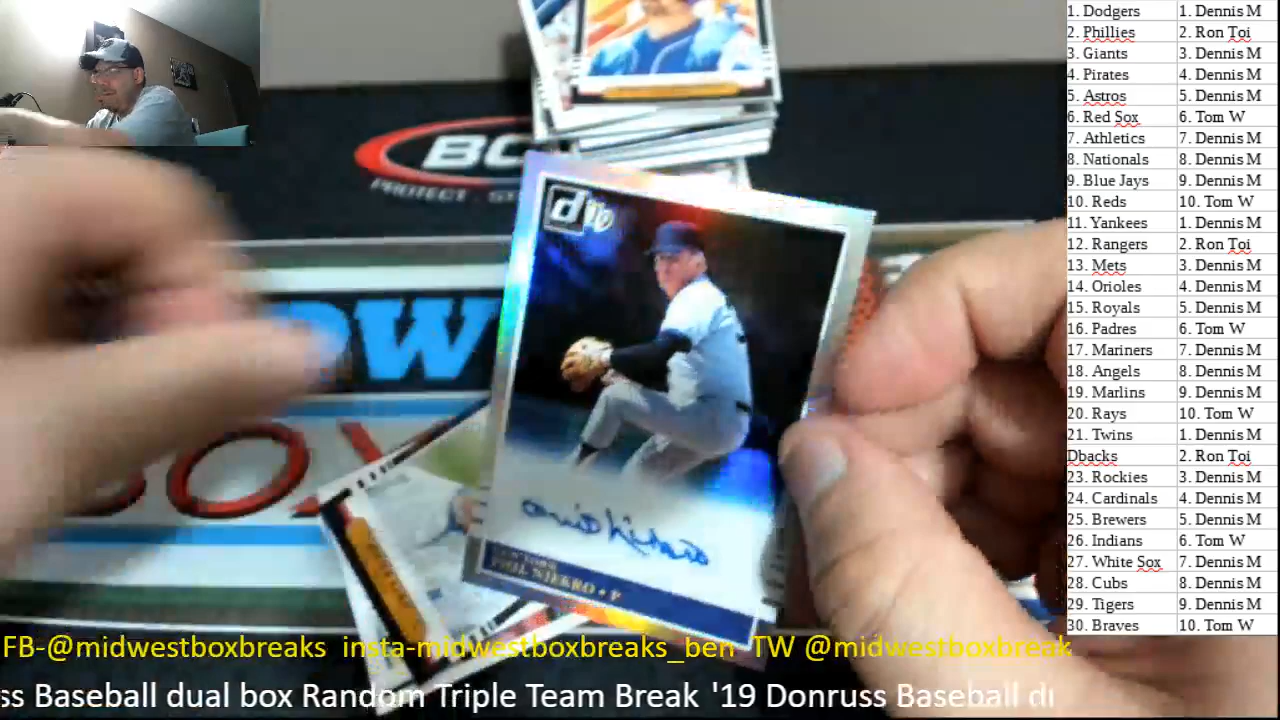 1. Dodgers 1. Dennis M
2. Phillies 2. Ron Toi
3. Giants 3. Dennis M
4. Pirates 4. Dennis M
5. Astros 5. Dennis M
6. Red Sox 6. Tom W
7. Athletics 7. Dennis M
8. Nationals 8. Dennis M
9. Blue Jays 9. Dennis M
10. Reds 10. Tom W
11. Yankees 1. Dennis M
12. Rangers 2. Ron Toi
13. Mets 3. Dennis M
14. Orioles 4. Dennis M
15. Royals 5. Dennis M
16. Padres 6. Tom W
17. Mariners 7. Dennis M
18. Angels 8. Dennis M
19. Marlins 9. Dennis M
20. Rays 10. Tom W
21. Twins 1. Dennis M
Dbacks 2. Ron Toi
23. Rockies 3. Dennis M
24. Cardinals 4. Dennis M
25. Brewers 5. Dennis M
26. Indians 6. Tom W
27. White Sox 7. Dennis M
28. Cubs 8. Dennis M
29. Tigers 9. Dennis M
30. Braves 10. Tom W
BC
PROTECT
OW
BOX
d
PHIL NIEKRO • P
FB-@midwestboxbreaks insta-midwestboxbreaks_ben TW @midwestboxbreak
ss Baseball dual box Random Triple Team Break '19 Donruss Baseball du